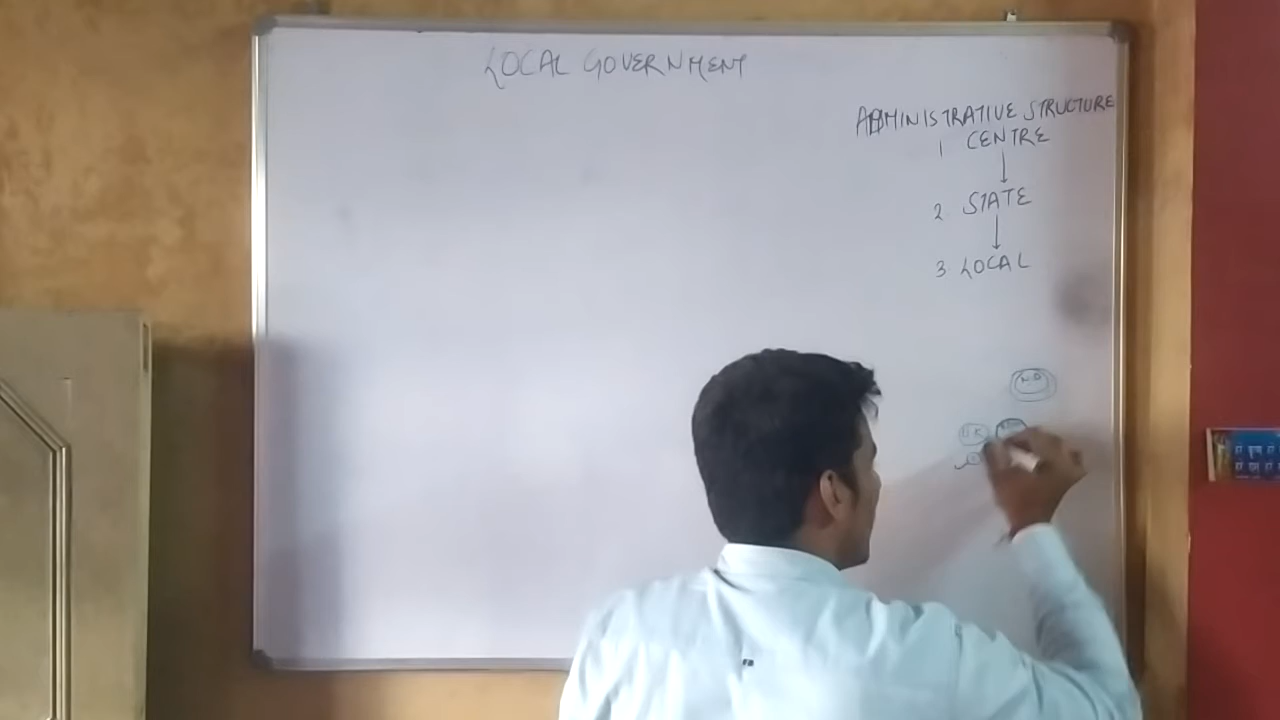 LOCAL GOVERNMENT
ADMINISTRATIVE STRUCTURE
1 CENTRE
2. STATE
3 LOCAL
N.D